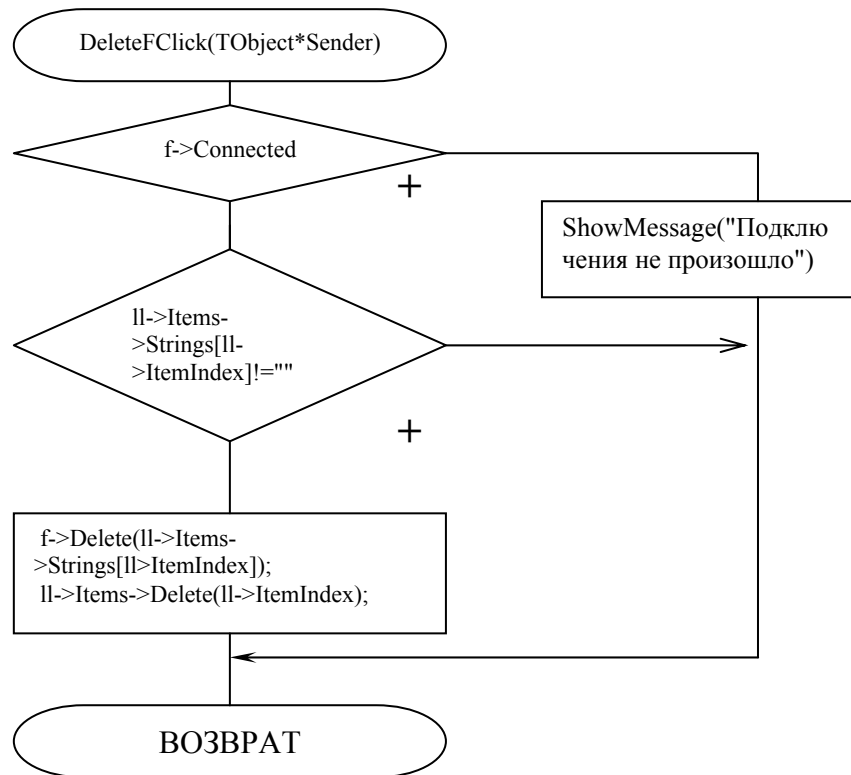 DeleteFClick(TObject*Sender)
f->Connected
+
ShowMessage("Подклю
чения не произошло")
ll->Items-
>Strings[ll-
>ItemIndex]!=""
+
f->Delete(ll->Items-
>Strings[ll>ItemIndex]);
ll->Items->Delete(ll->ItemIndex);
ВОЗВРАТ